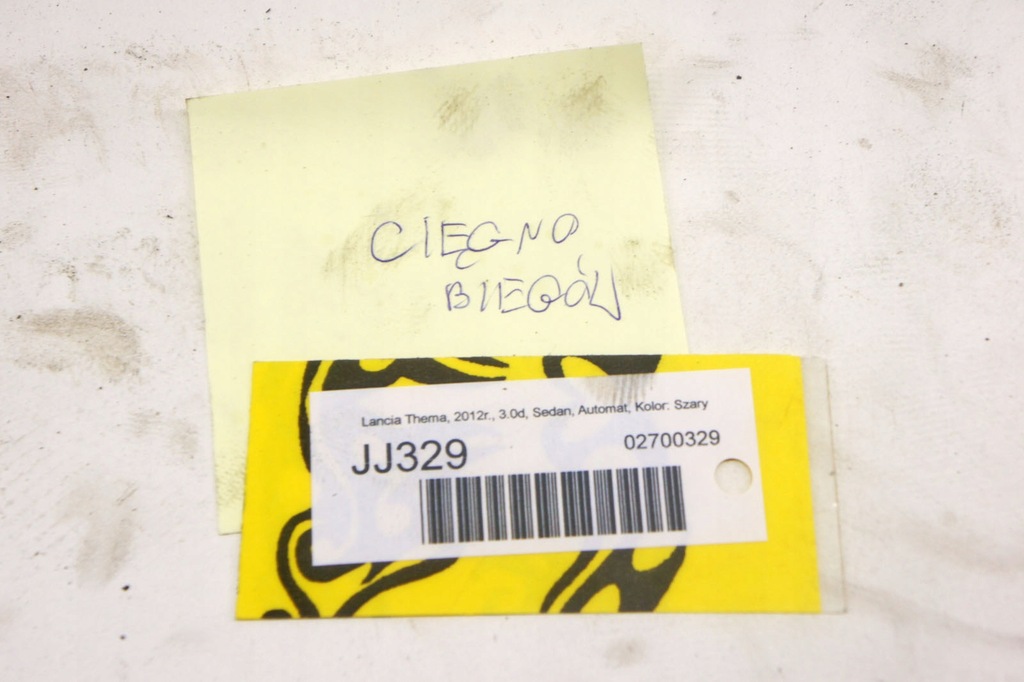 CIĘGNO
BIEGÓW
Lancia Thema, 2012r., 3.0d, Sedan, Automat, Kolor: Szary
JJ329
02700329